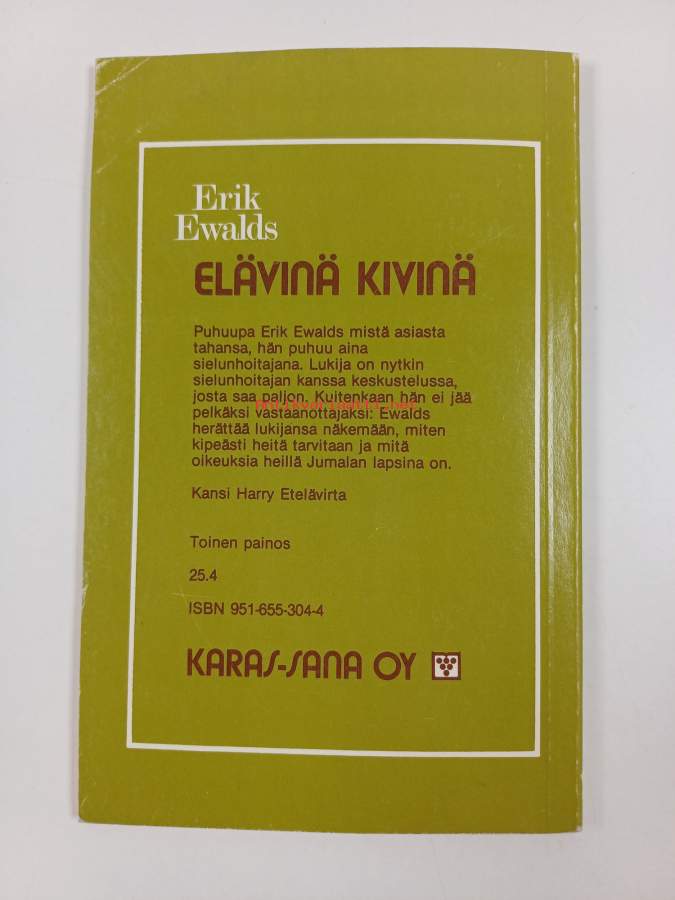 Erik
Ewalds
ELÄVINÄ KIVINÄ
Puhuupa Erik Ewalds mistä asiasta
tahansa, hän puhuu aina
sielunhoitajana. Lukija on nytkin
sielunhoitajan kanssa keskustelussa,
josta saa paljon. Kuitenkaan hän ei jää
pelkäksi vastaanottajaksi: Ewalds
herättää lukijansa näkemään, miten
kipeästi heitä tarvitaan ja mitä
oikeuksia heillä Jumalan lapsina on.
Kansi Harry Etelävirta
Toinen painos
25.4
ISBN 951-655-304-4
KARAS-SANA OY